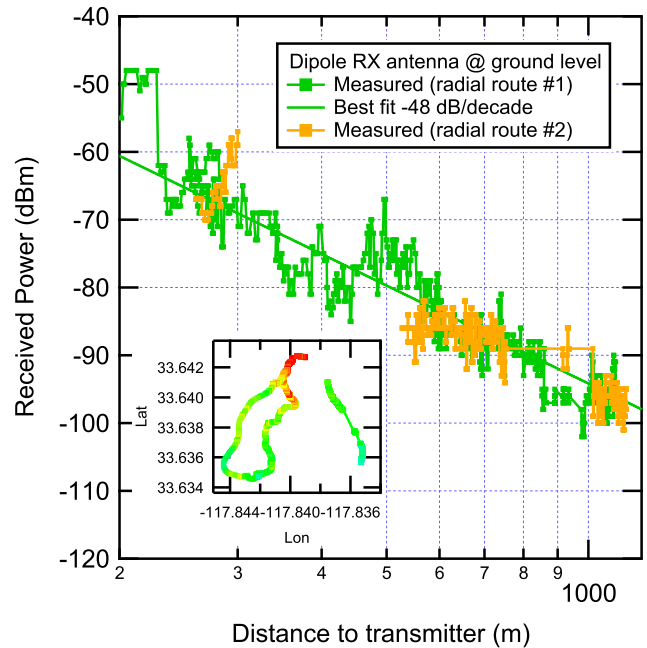 -40
-50
-60
-70
-80
-90
-100
-110
-120
Received Power (dBm)
Dipole RX antenna @ ground level
Measured (radial route #1)
Best fit -48 dB/decade
Measured (radial route #2)
33.642
33.640
33.638
33.636
33.634
Lat
-117.844 -117.840 -117.836
Lon
2 3 4 5 6 7 8 9
1000
Distance to transmitter (m)